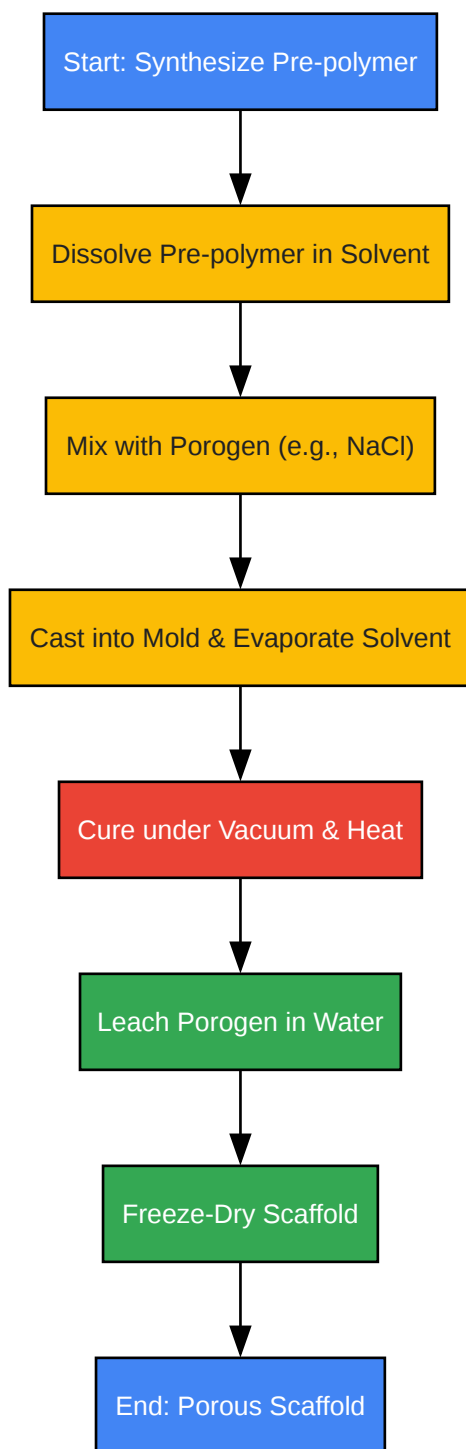 Start: Synthesize Pre-polymer
Dissolve Pre-polymer in Solvent
Mix with Porogen (e.g., NaCl)
Cast into Mold & Evaporate Solvent
Cure under Vacuum & Heat
Leach Porogen in Water
Freeze-Dry Scaffold
End: Porous Scaffold